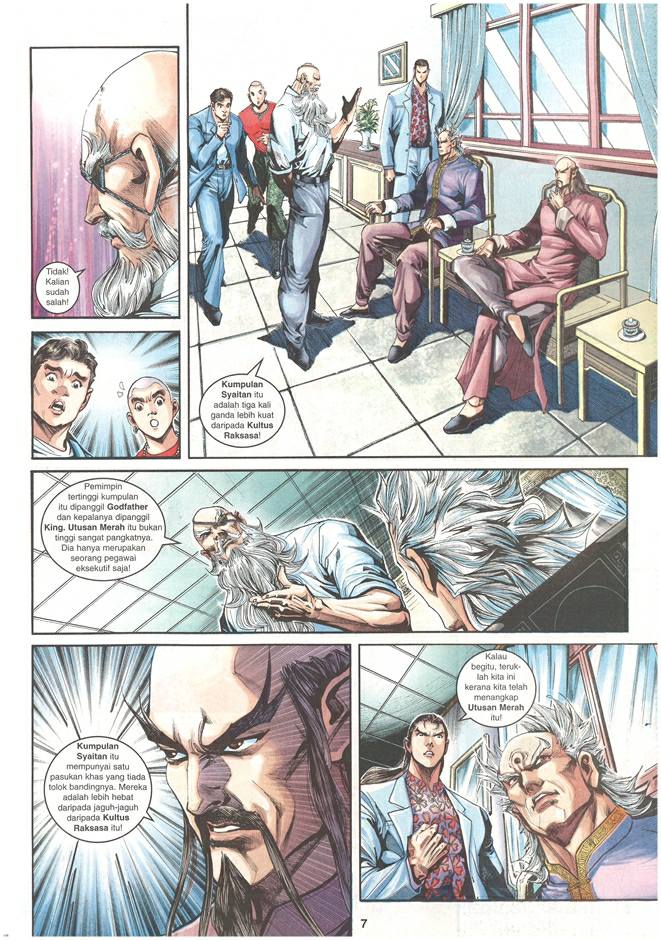 Tidak!
Kalian
sudah
salah!
Kumpulan
Syaitan itu
adalah tiga kali
ganda lebih kuat
daripada Kultus
Raksasa!
Pemimpin
tertinggi kumpulan
itu dipanggil Godfather
dan kepalanya dipanggil
King. Utusan Merah itu bukan
tinggi sangat pangkatnya.
Dia hanya merupakan
seorang pegawai
eksekutif saja!
Kumpulan
Syaitan itu
mempunyai satu
pasukan khas yang tiada
tolok bandingnya. Mereka
adalah lebih hebat
daripada jaguh-jaguh
daripada Kultus
Raksasa itu!
Kalau
begitu, teruk-
lah kita ini
kerana kita telah
menangkap
Utusan Merah
itu!
7